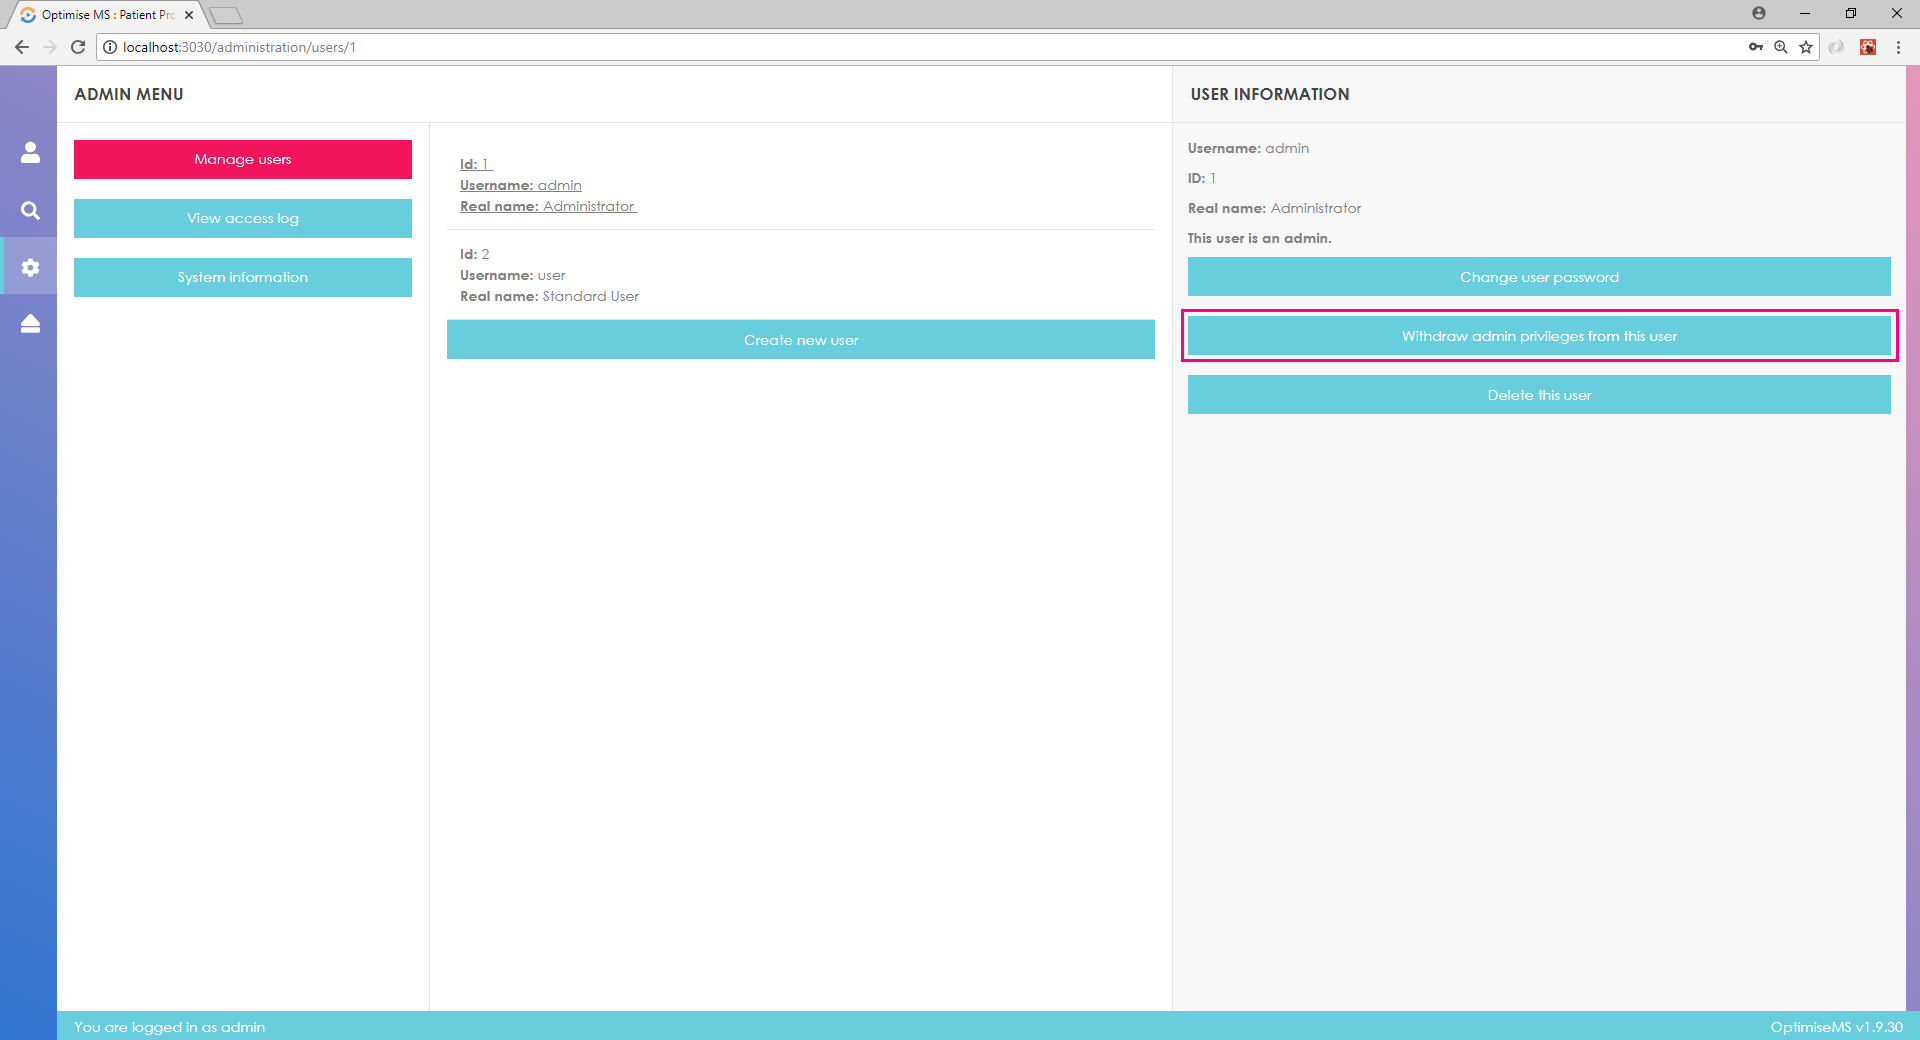 Optimise MS : Patient Pro
localhost:3030/administration/users/1
ADMIN MENU
Manage users
View access log
System information
Id: 1
Username: admin
Real name: Administrator
Id: 2
Username: user
Real name: Standard User
Create new user
USER INFORMATION
Username: admin
ID: 1
Real name: Administrator
This user is an admin.
Change user password
Withdraw admin privileges from this user
Delete this user
You are logged in as admin
OptimiseMS v1.9.30